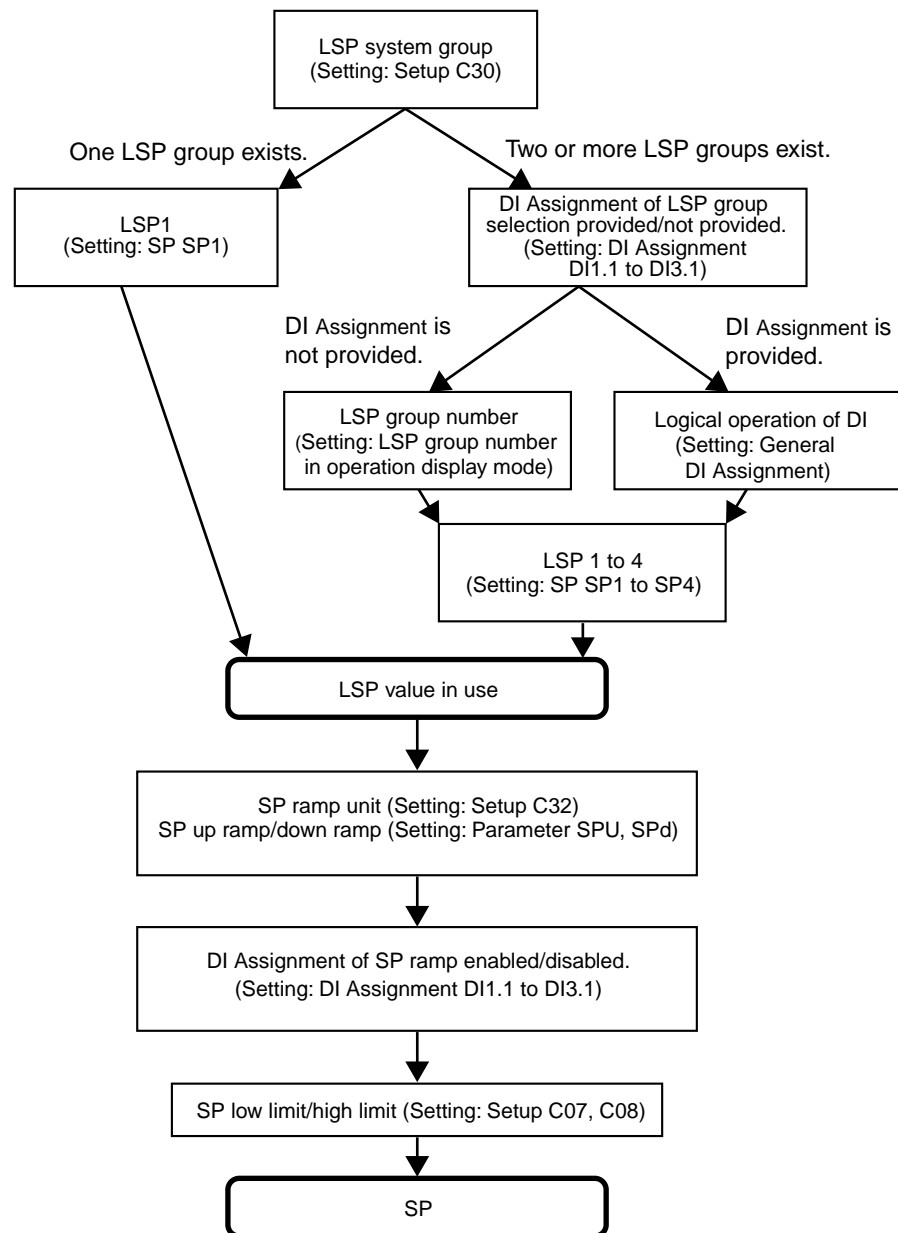 LSP system group
(Setting: Setup C30)
One LSP group exists.
Two or more LSP groups exist.
LSP1
(Setting: SP SP1)
DI Assignment of LSP group
selection provided/not provided.
(Setting: DI Assignment
DI1.1 to DI3.1)
DI Assignment is
not provided.
DI Assignment is
provided.
LSP group number
(Setting: LSP group number
in operation display mode)
Logical operation of DI
(Setting: General
DI Assignment)
LSP 1 to 4
(Setting: SP SP1 to SP4)
LSP value in use
SP ramp unit (Setting: Setup C32)
SP up ramp/down ramp (Setting: Parameter SPU, SPd)
DI Assignment of SP ramp enabled/disabled.
(Setting: DI Assignment DI1.1 to DI3.1)
SP low limit/high limit (Setting: Setup C07, C08)
SP